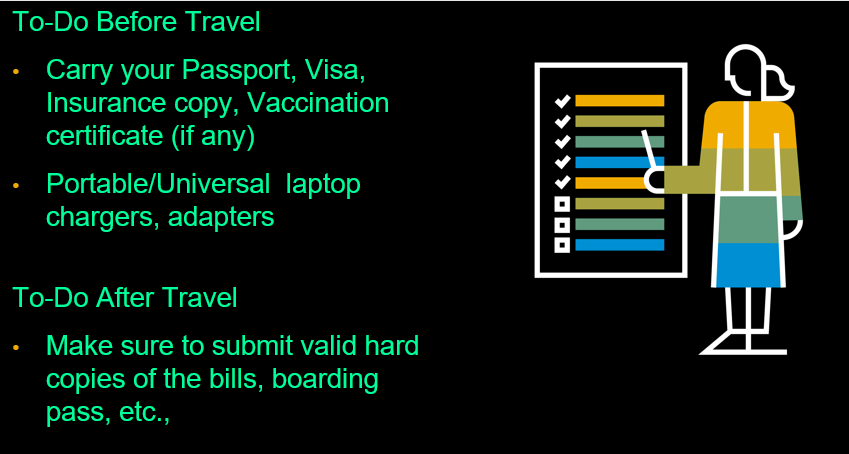 To-Do Before Travel
• Carry your Passport, Visa,
Insurance copy, Vaccination
certificate (if any)
• Portable/Universal  laptop
chargers, adapters
To-Do After Travel
• Make sure to submit valid hard
copies of the bills, boarding
pass, etc.,